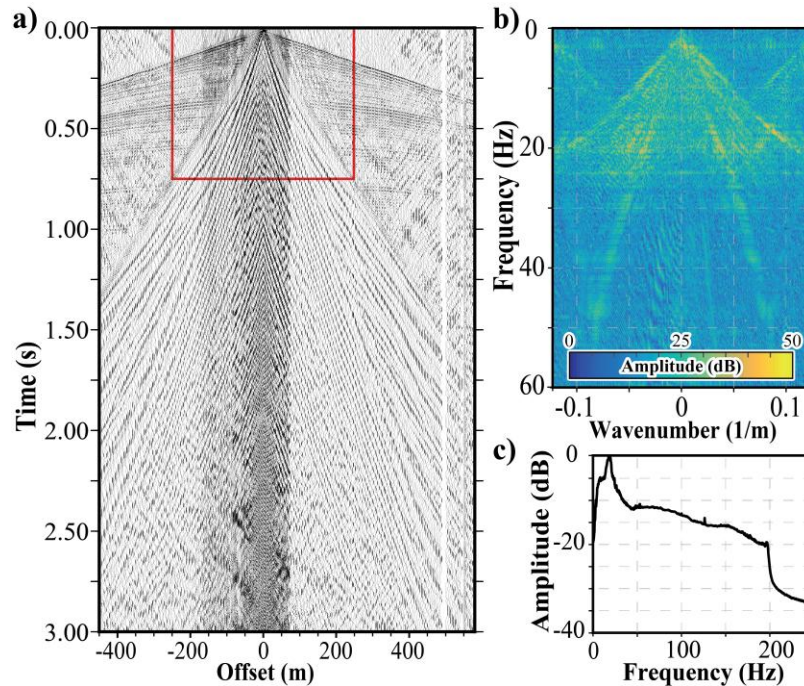 a)
0.00
0.50
1.00
1.50
2.00
2.50
3.00
Time (s)
-400 -200 0 200 400
Offset (m)
b)
0
20
40
60
Frequency (Hz)
0 25 50
Amplitude (dB)
-0.1 0 0.1
Wavenumber (1/m)
c)
0
-20
-40
Amplitude (dB)
0 100 200
Frequency (Hz)